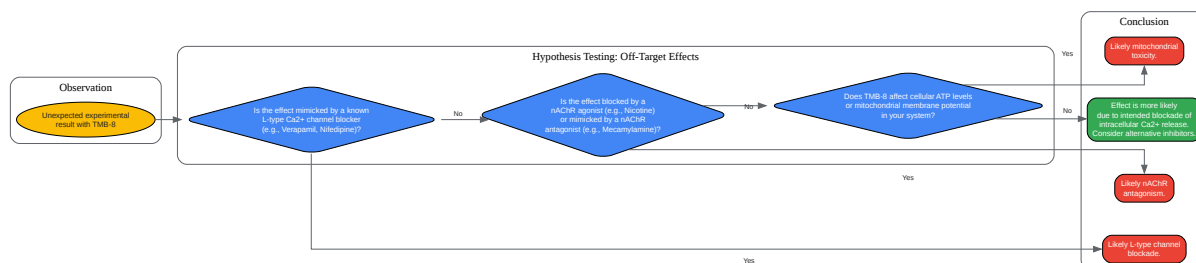 Observation
Unexpected experimental
result with TMB-8
Hypothesis Testing: Off-Target Effects
Is the effect mimicked by a known
L-type Ca2+ channel blocker
(e.g., Verapamil, Nifedipine)?
No
Is the effect blocked by a
nAChR agonist (e.g., Nicotine)
or mimicked by a nAChR
antagonist (e.g., Mecamylamine)?
No
Does TMB-8 affect cellular ATP levels
or mitochondrial membrane potential
in your system?
Yes
No
Yes
Yes
Conclusion
Likely mitochondrial
toxicity.
Effect is more likely
due to intended blockade of
intracellular Ca2+ release.
Consider alternative inhibitors.
Likely nAChR
antagonism.
Likely L-type channel
blockade.